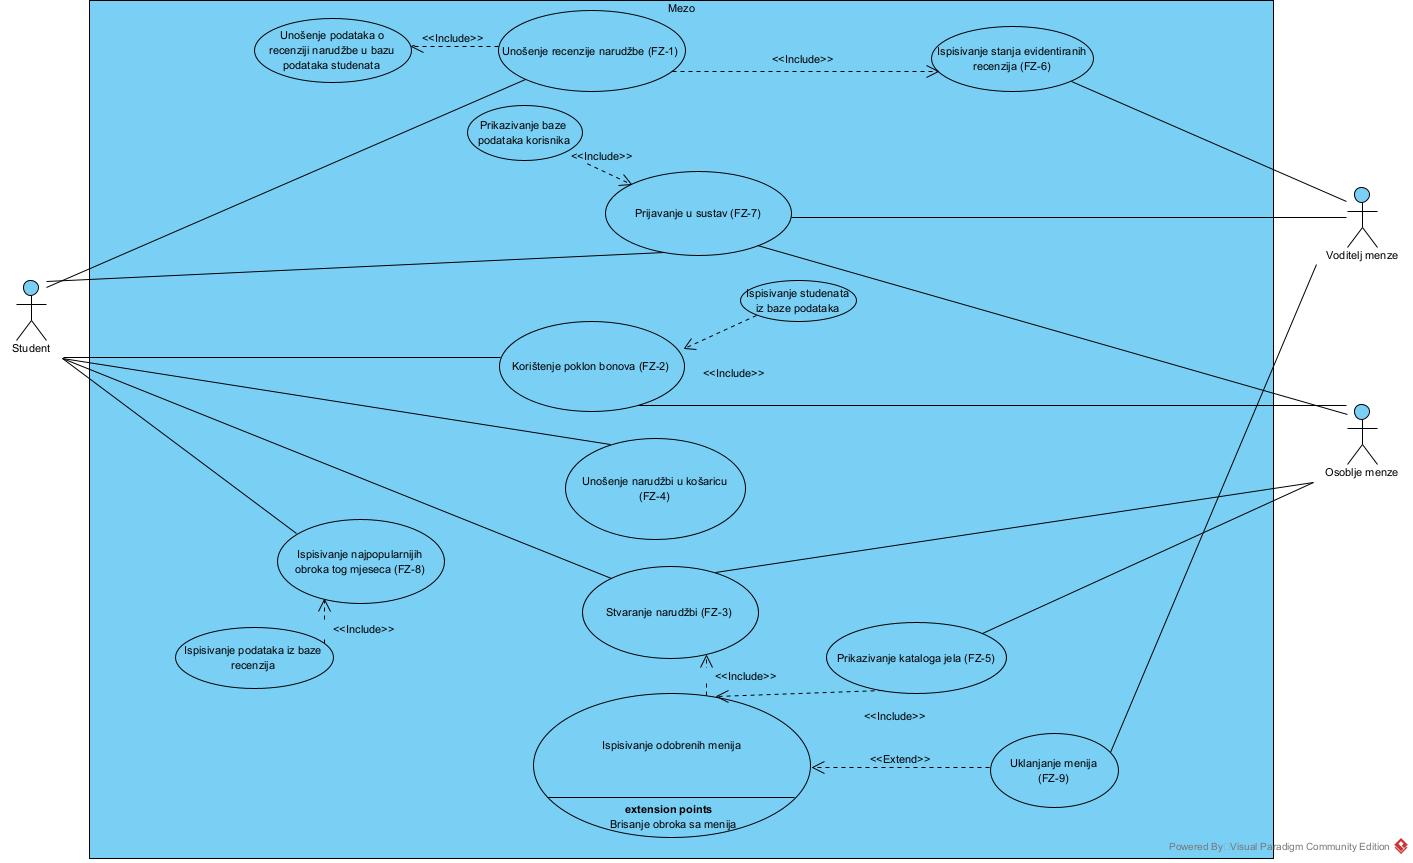 Mezo
Unošenje podataka o
recenziji narudžbe u bazu
podataka studenata
<<Include>>
Unošenje recenzije narudžbe (FZ-1)
<<Include>>
Ispisivanje stanja evidentiranih
recenzija (FZ-6)
Prikazivanje baze
podataka korisnika
<<Include>>
Prijavanje u sustav (FZ-7)
Voditelj menze
Student
Ispisivanje studenata
iz baze podataka
Korištenje poklon bonova (FZ-2)
<<Include>>
Osoblje menze
Unošenje narudžbi u košaricu
(FZ-4)
Ispisivanje najpopularnijih
obroka tog mjeseca (FZ-8)
<<Include>>
Ispisivanje podataka iz baze
recenzija
Stvaranje narudžbi (FZ-3)
<<Include>>
Prikazivanje kataloga jela (FZ-5)
<<Include>>
Ispisivanje odobrenih menija
extension points
Brisanje obroka sa menija
<<Extend>>
Uklanjanje menija
(FZ-9)
Powered By: Visual Paradigm Community Edition